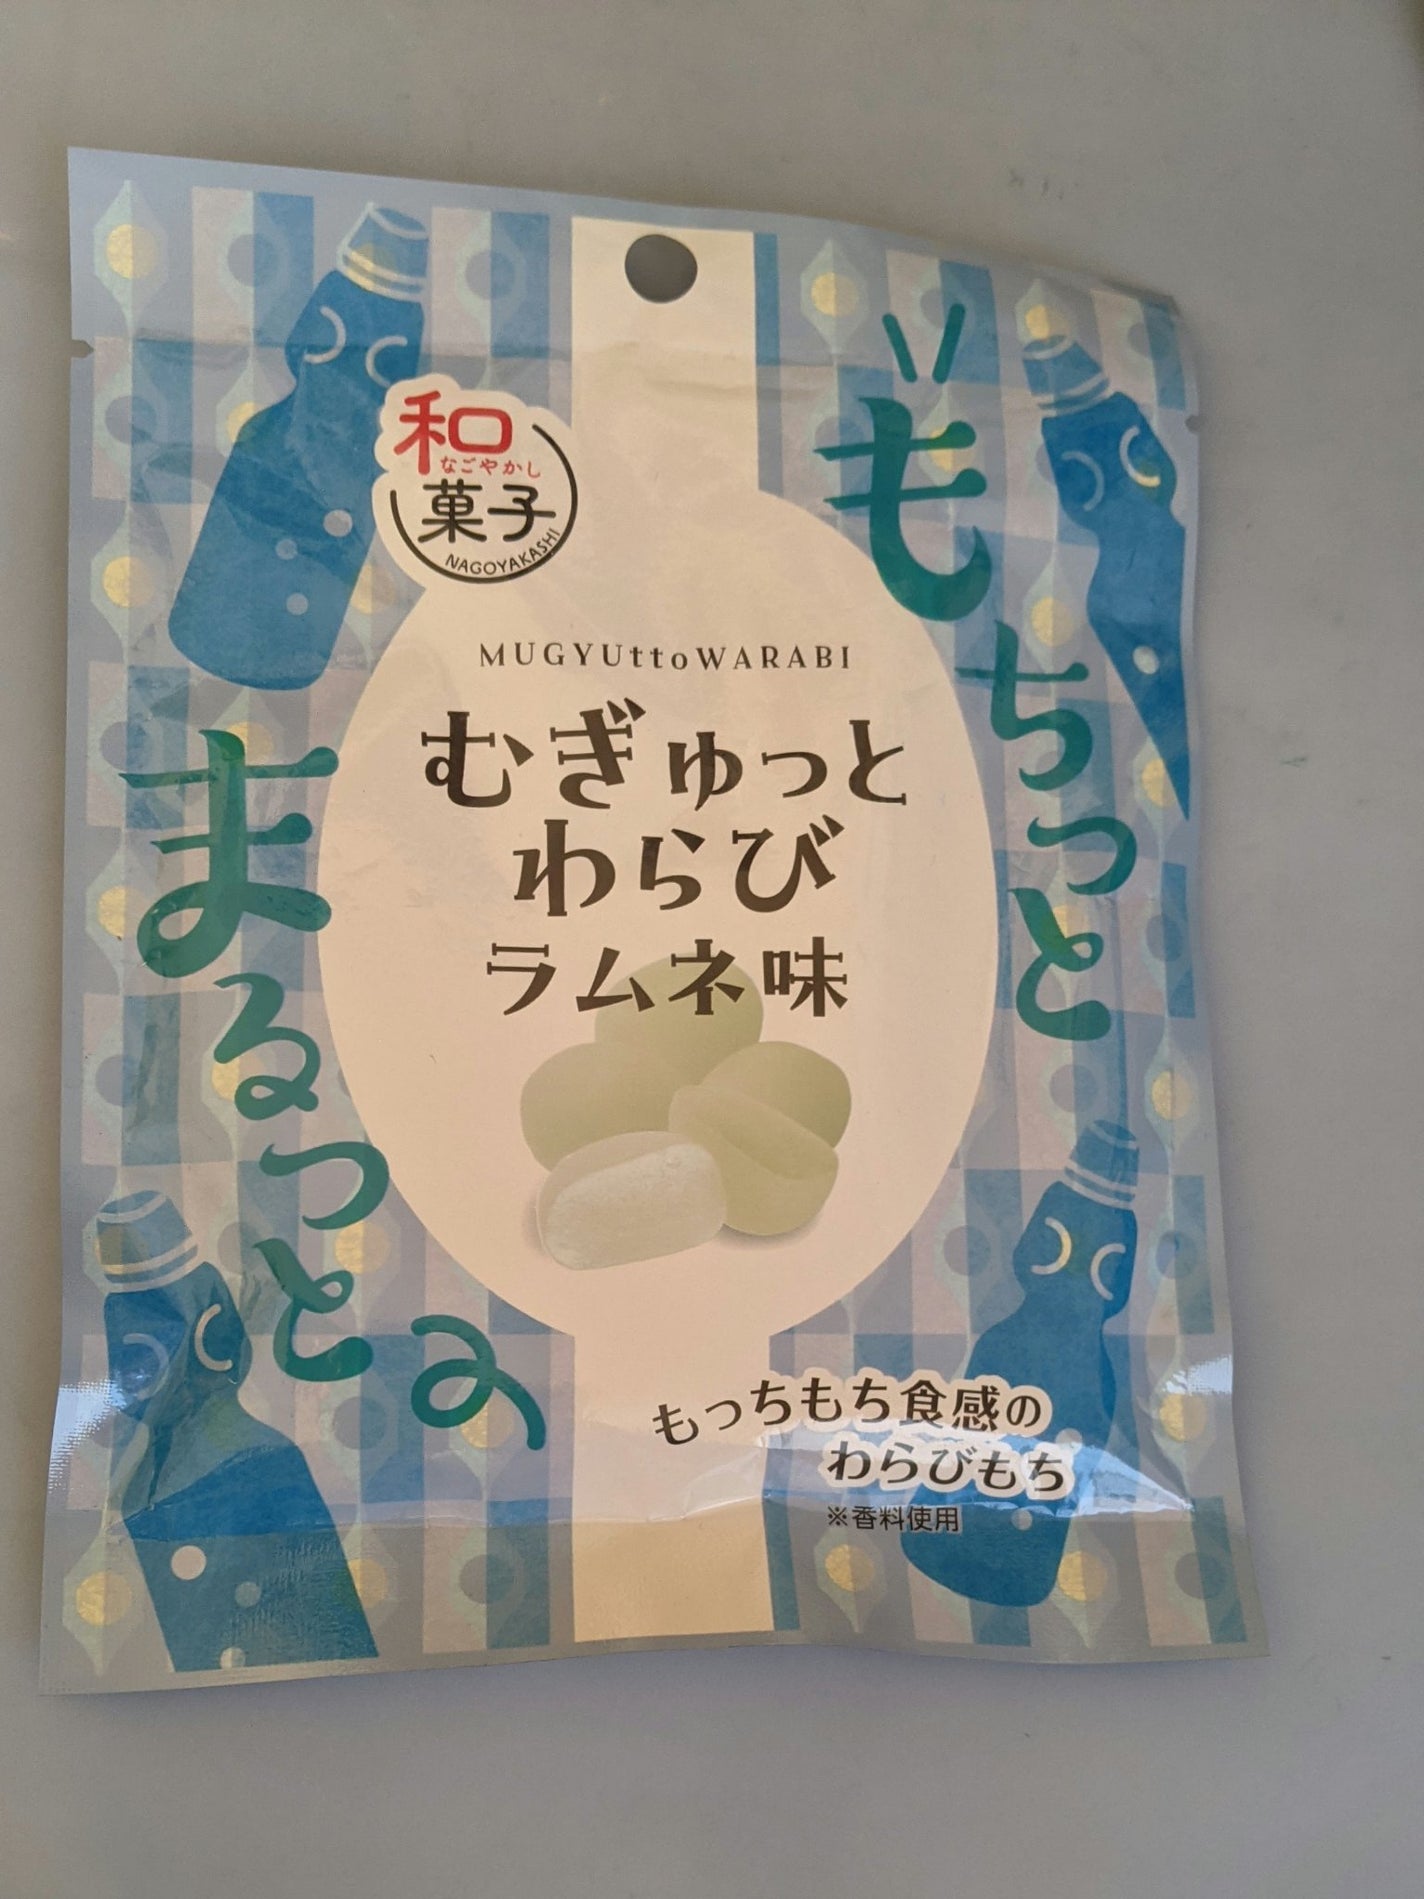 和
なごやかし
菓子
NAGOYAKASHI
MUGYUttoWARABI
むぎゅっと
わらび
ラムネ味
もちっと
まるっと
もっちもち食感の
わらびもち
※香料使用